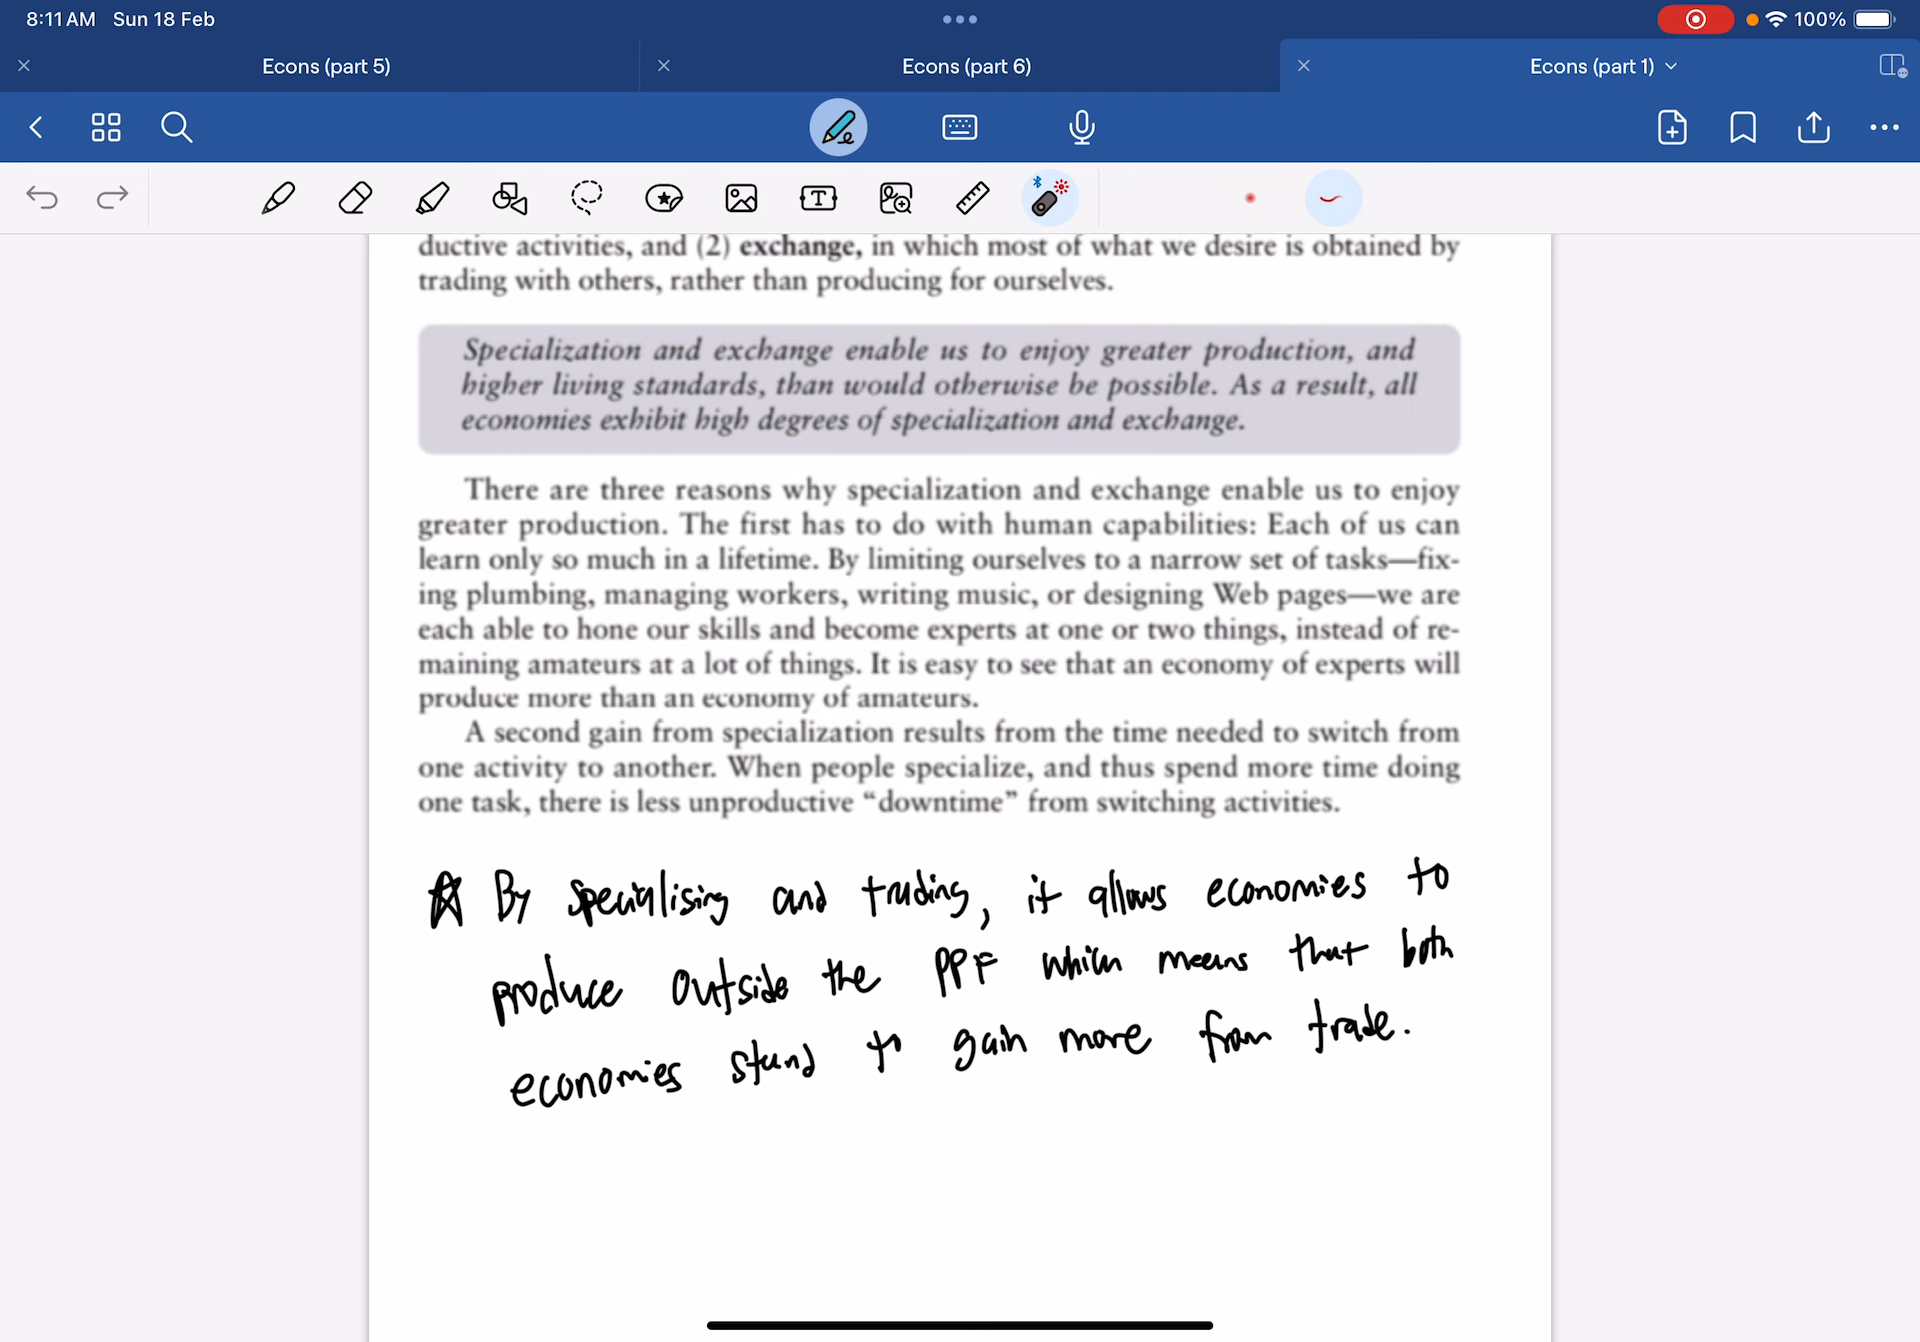 8:11 AM Sun 18 Feb
100%
Econs (part 5)
Econs (part 6)
Econs (part 1)
ductive activities, and (2) exchange, in which most of what we desire is obtained by
trading with others, rather than producing for ourselves.
Specialization and exchange enable us to enjoy greater production, and
higher living standards, than would otherwise be possible. As a result, all
economies exhibit high degrees of specialization and exchange.
There are three reasons why specialization and exchange enable us to enjoy
greater production. The first has to do with human capabilities: Each of us can
learn only so much in a lifetime. By limiting ourselves to a narrow set of tasks—fix-
ing plumbing, managing workers, writing music, or designing Web pages—we are
each able to hone our skills and become experts at one or two things, instead of re-
maining amateurs at a lot of things. It is easy to see that an economy of experts will
produce more than an economy of amateurs.
A second gain from specialization results from the time needed to switch from
one activity to another. When people specialize, and thus spend more time doing
one task, there is less unproductive “downtime” from switching activities.
By specialising and trading, it allows economies to
produce outside the PPF which means that both
economies stand to gain more from trade.